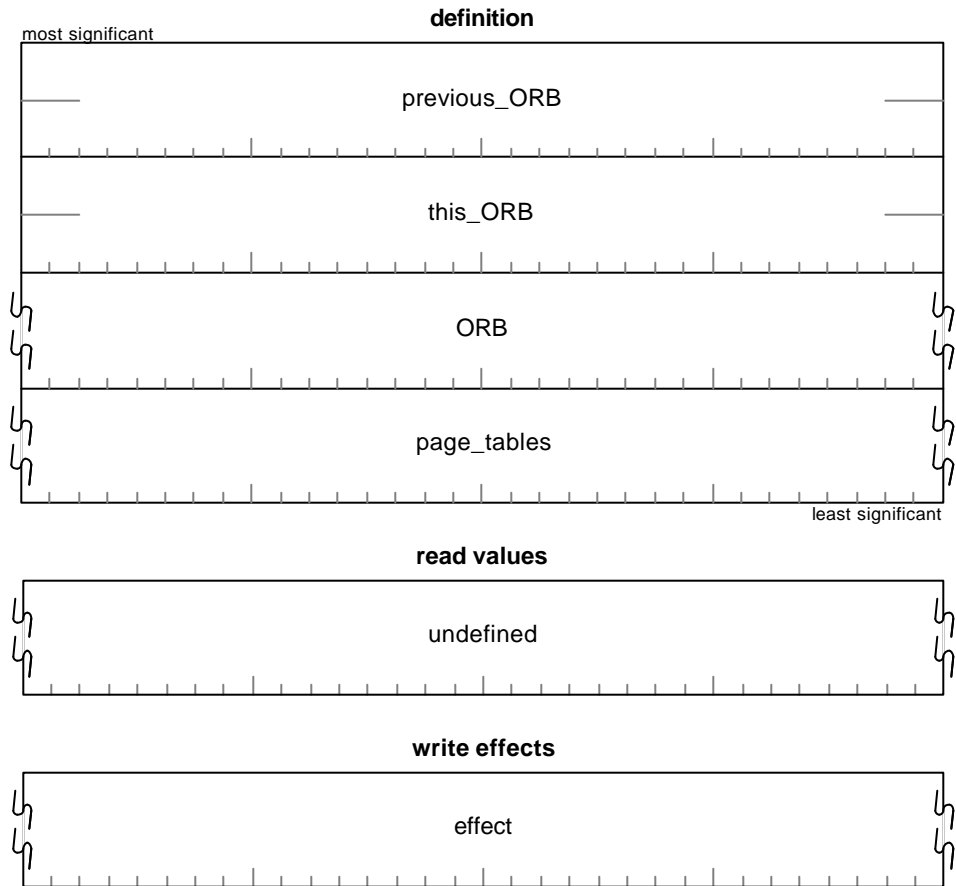 definition
most significant
previous_ORB
this_ORB
ORB
page_tables
least significant
read values
undefined
write effects
effect